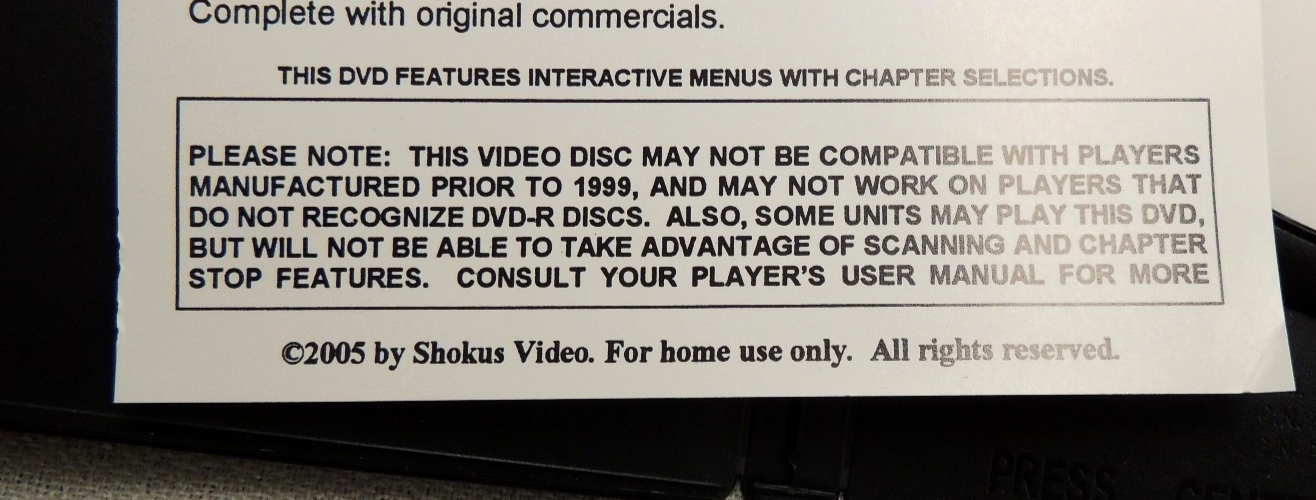 Complete with original commercials.
THIS DVD FEATURES INTERACTIVE MENUS WITH CHAPTER SELECTIONS.
PLEASE NOTE: THIS VIDEO DISC MAY NOT BE COMPATIBLE WITH PLAYERS
MANUFACTURED PRIOR TO 1999, AND MAY NOT WORK ON PLAYERS THAT
DO NOT RECOGNIZE DVD-R DISCS. ALSO, SOME UNITS MAY PLAY THIS DVD,
BUT WILL NOT BE ABLE TO TAKE ADVANTAGE OF SCANNING AND CHAPTER
STOP FEATURES. CONSULT YOUR PLAYER'S USER MANUAL FOR MORE
©2005 by Shokus Video. For home use only. All rights reserved.
PRESS